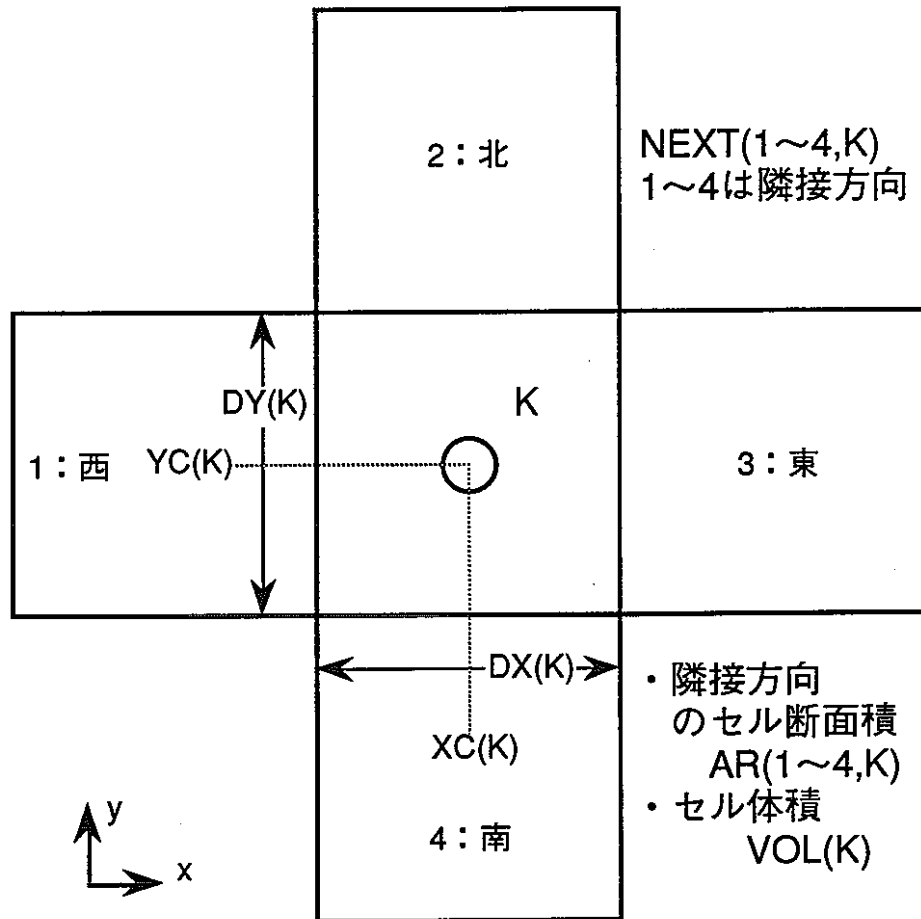 2：北
NEXT(1～4,K)
1～4は隣接方向
DY(K)
K
1：西
YC(K)
3：東
DX(K)
・隣接方向
のセル断面積
AR(1～4,K)
・セル体積
VOL(K)
XC(K)
4：南
y
x